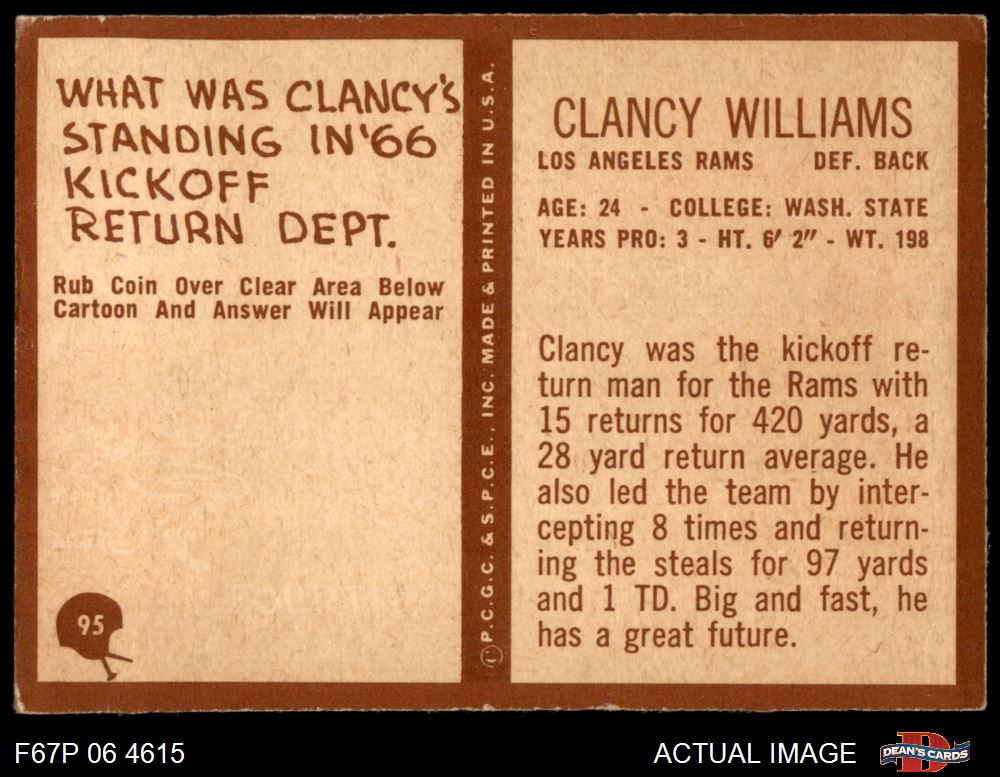 WHAT WAS CLANCY'S
STANDING IN '66
KICKOFF
RETURN DEPT.
Rub Coin Over Clear Area Below
Cartoon And Answer Will Appear
95
© P.C.G.C. & S.P.C.E., INC. MADE & PRINTED IN U.S.A.
CLANCY WILLIAMS
LOS ANGELES RAMS DEF. BACK
AGE: 24 - COLLEGE: WASH. STATE
YEARS PRO: 3 - HT. 6' 2" - WT. 198
Clancy was the kickoff re-
turn man for the Rams with
15 returns for 420 yards, a
28 yard return average. He
also led the team by inter-
cepting 8 times and return-
ing the steals for 97 yards
and 1 TD. Big and fast, he
has a great future.
F67P 06 4615
ACTUAL IMAGE
DEAN'S CARDS